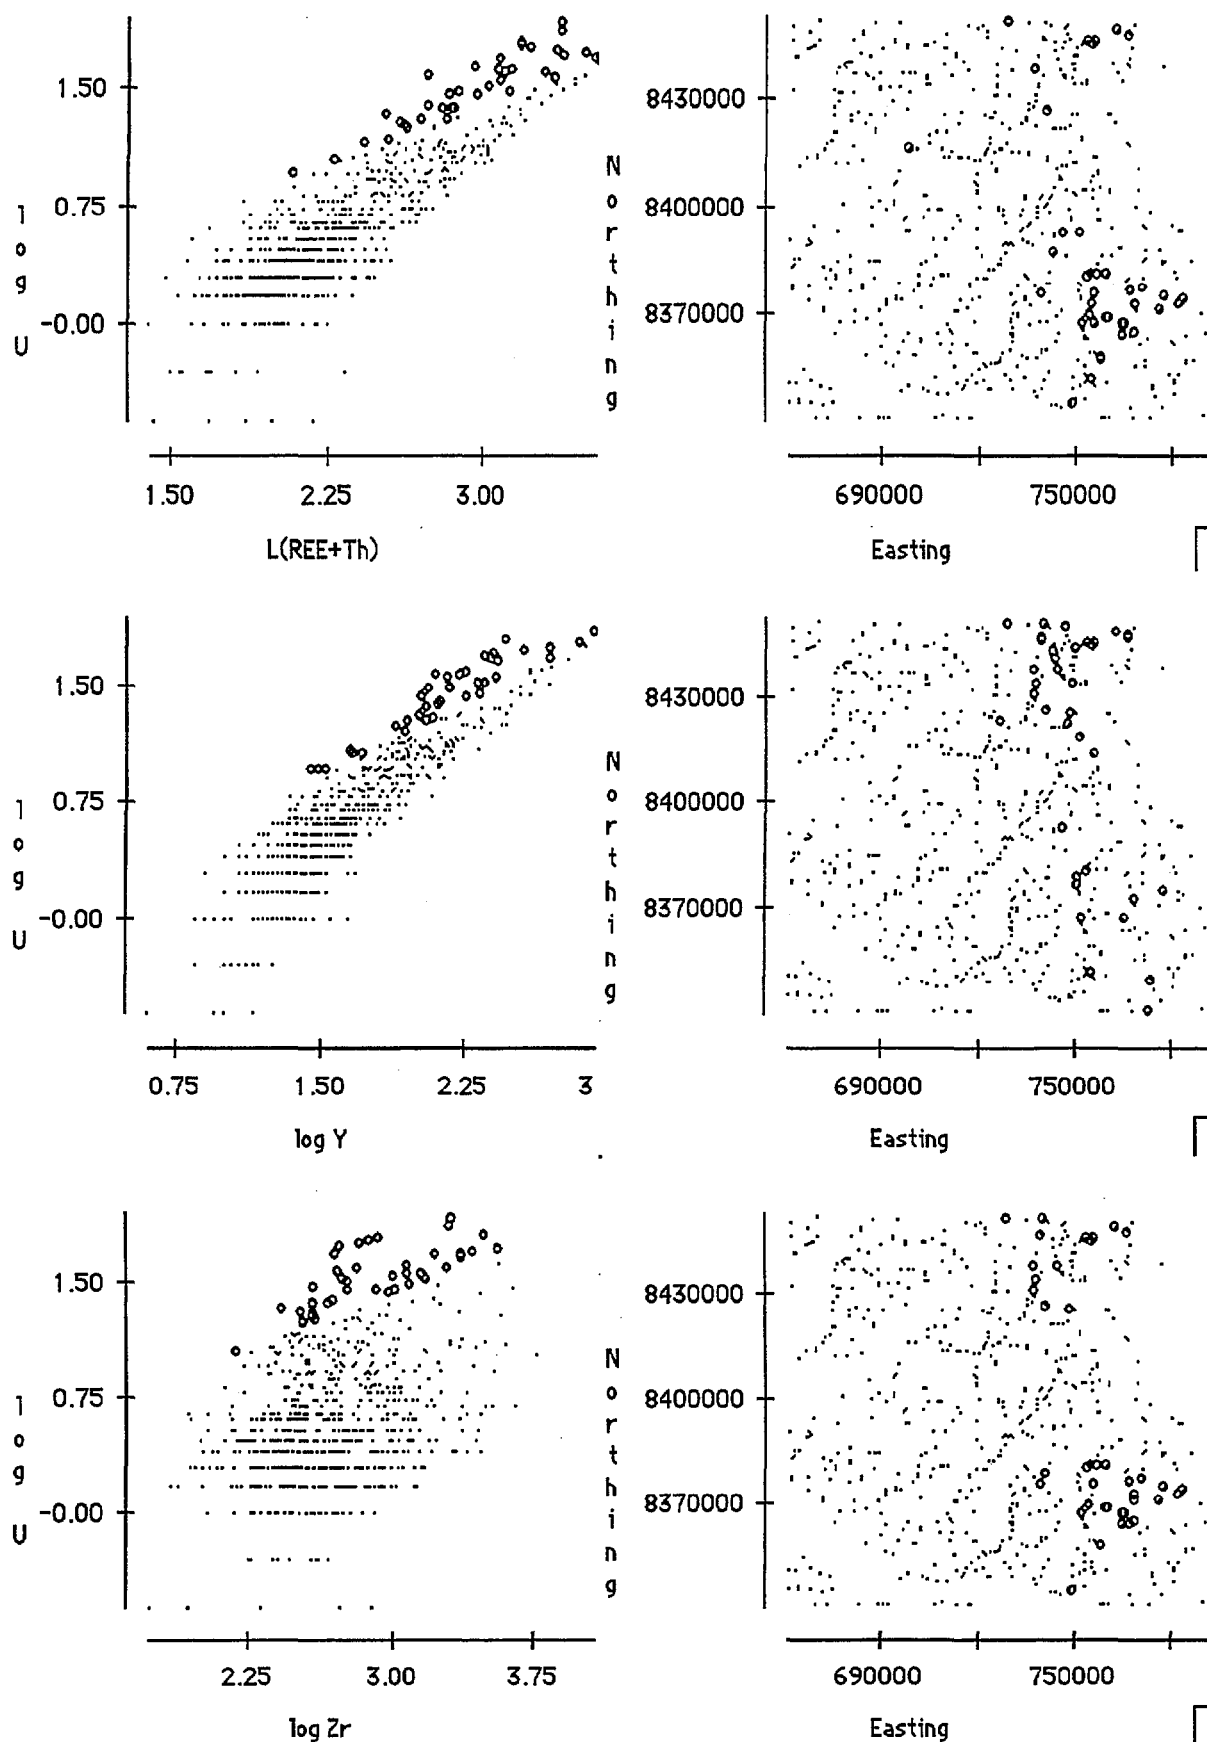 1.50
0.75
-0.00
log U
1.50 2.25 3.00
L(REE+Th)
8430000
8400000
8370000
Northing
690000 750000
Easting
1.50
0.75
-0.00
log U
0.75 1.50 2.25 3
log Y
8430000
8400000
8370000
Northing
690000 750000
Easting
1.50
0.75
-0.00
log U
2.25 3.00 3.75
log Zr
8430000
8400000
8370000
Northing
690000 750000
Easting